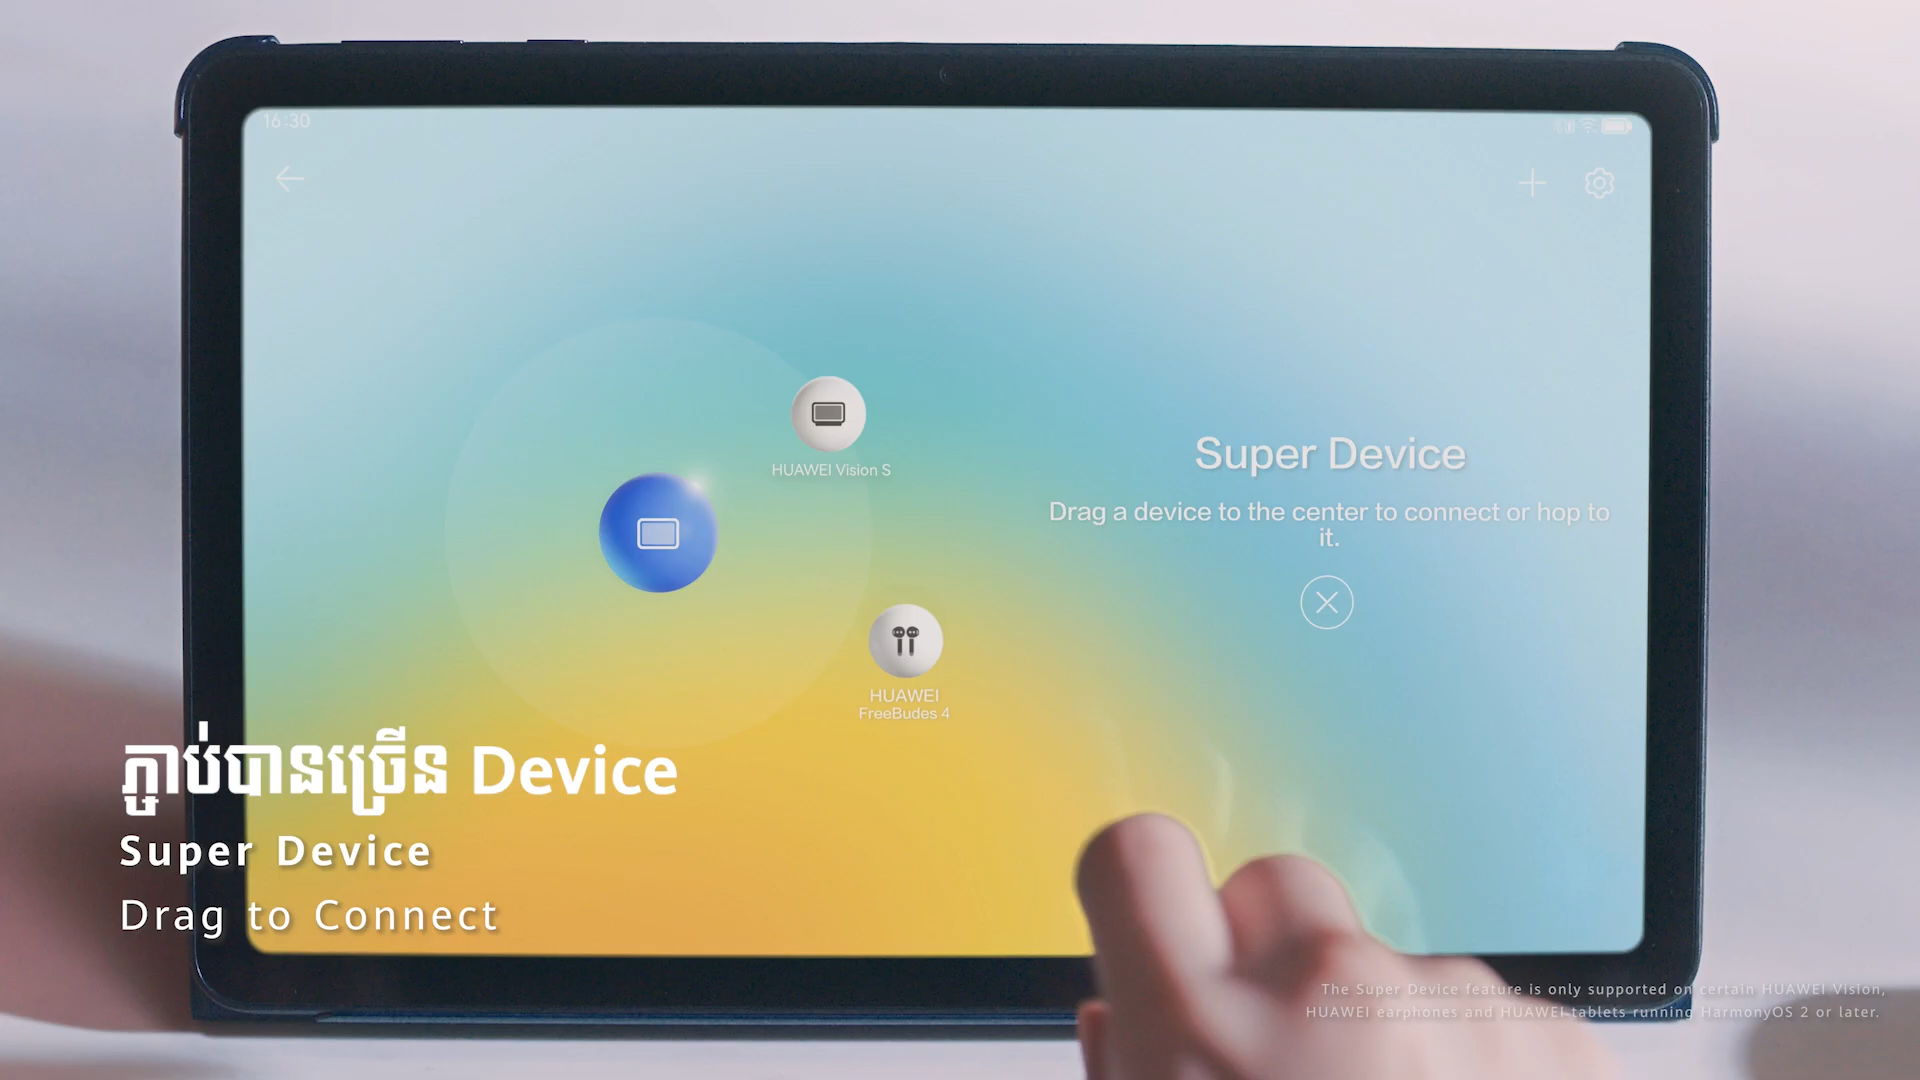 16:30
HUAWEI Vision S
Super Device
Drag a device to the center to connect or hop to
it.
HUAWEI
FreeBudes 4
ភ្ជាប់បានច្រើន Device
Super Device
Drag to Connect
The Super Device feature is only supported on certain HUAWEI Vision,
HUAWEI earphones and HUAWEI tablets running HarmonyOS 2 or later.